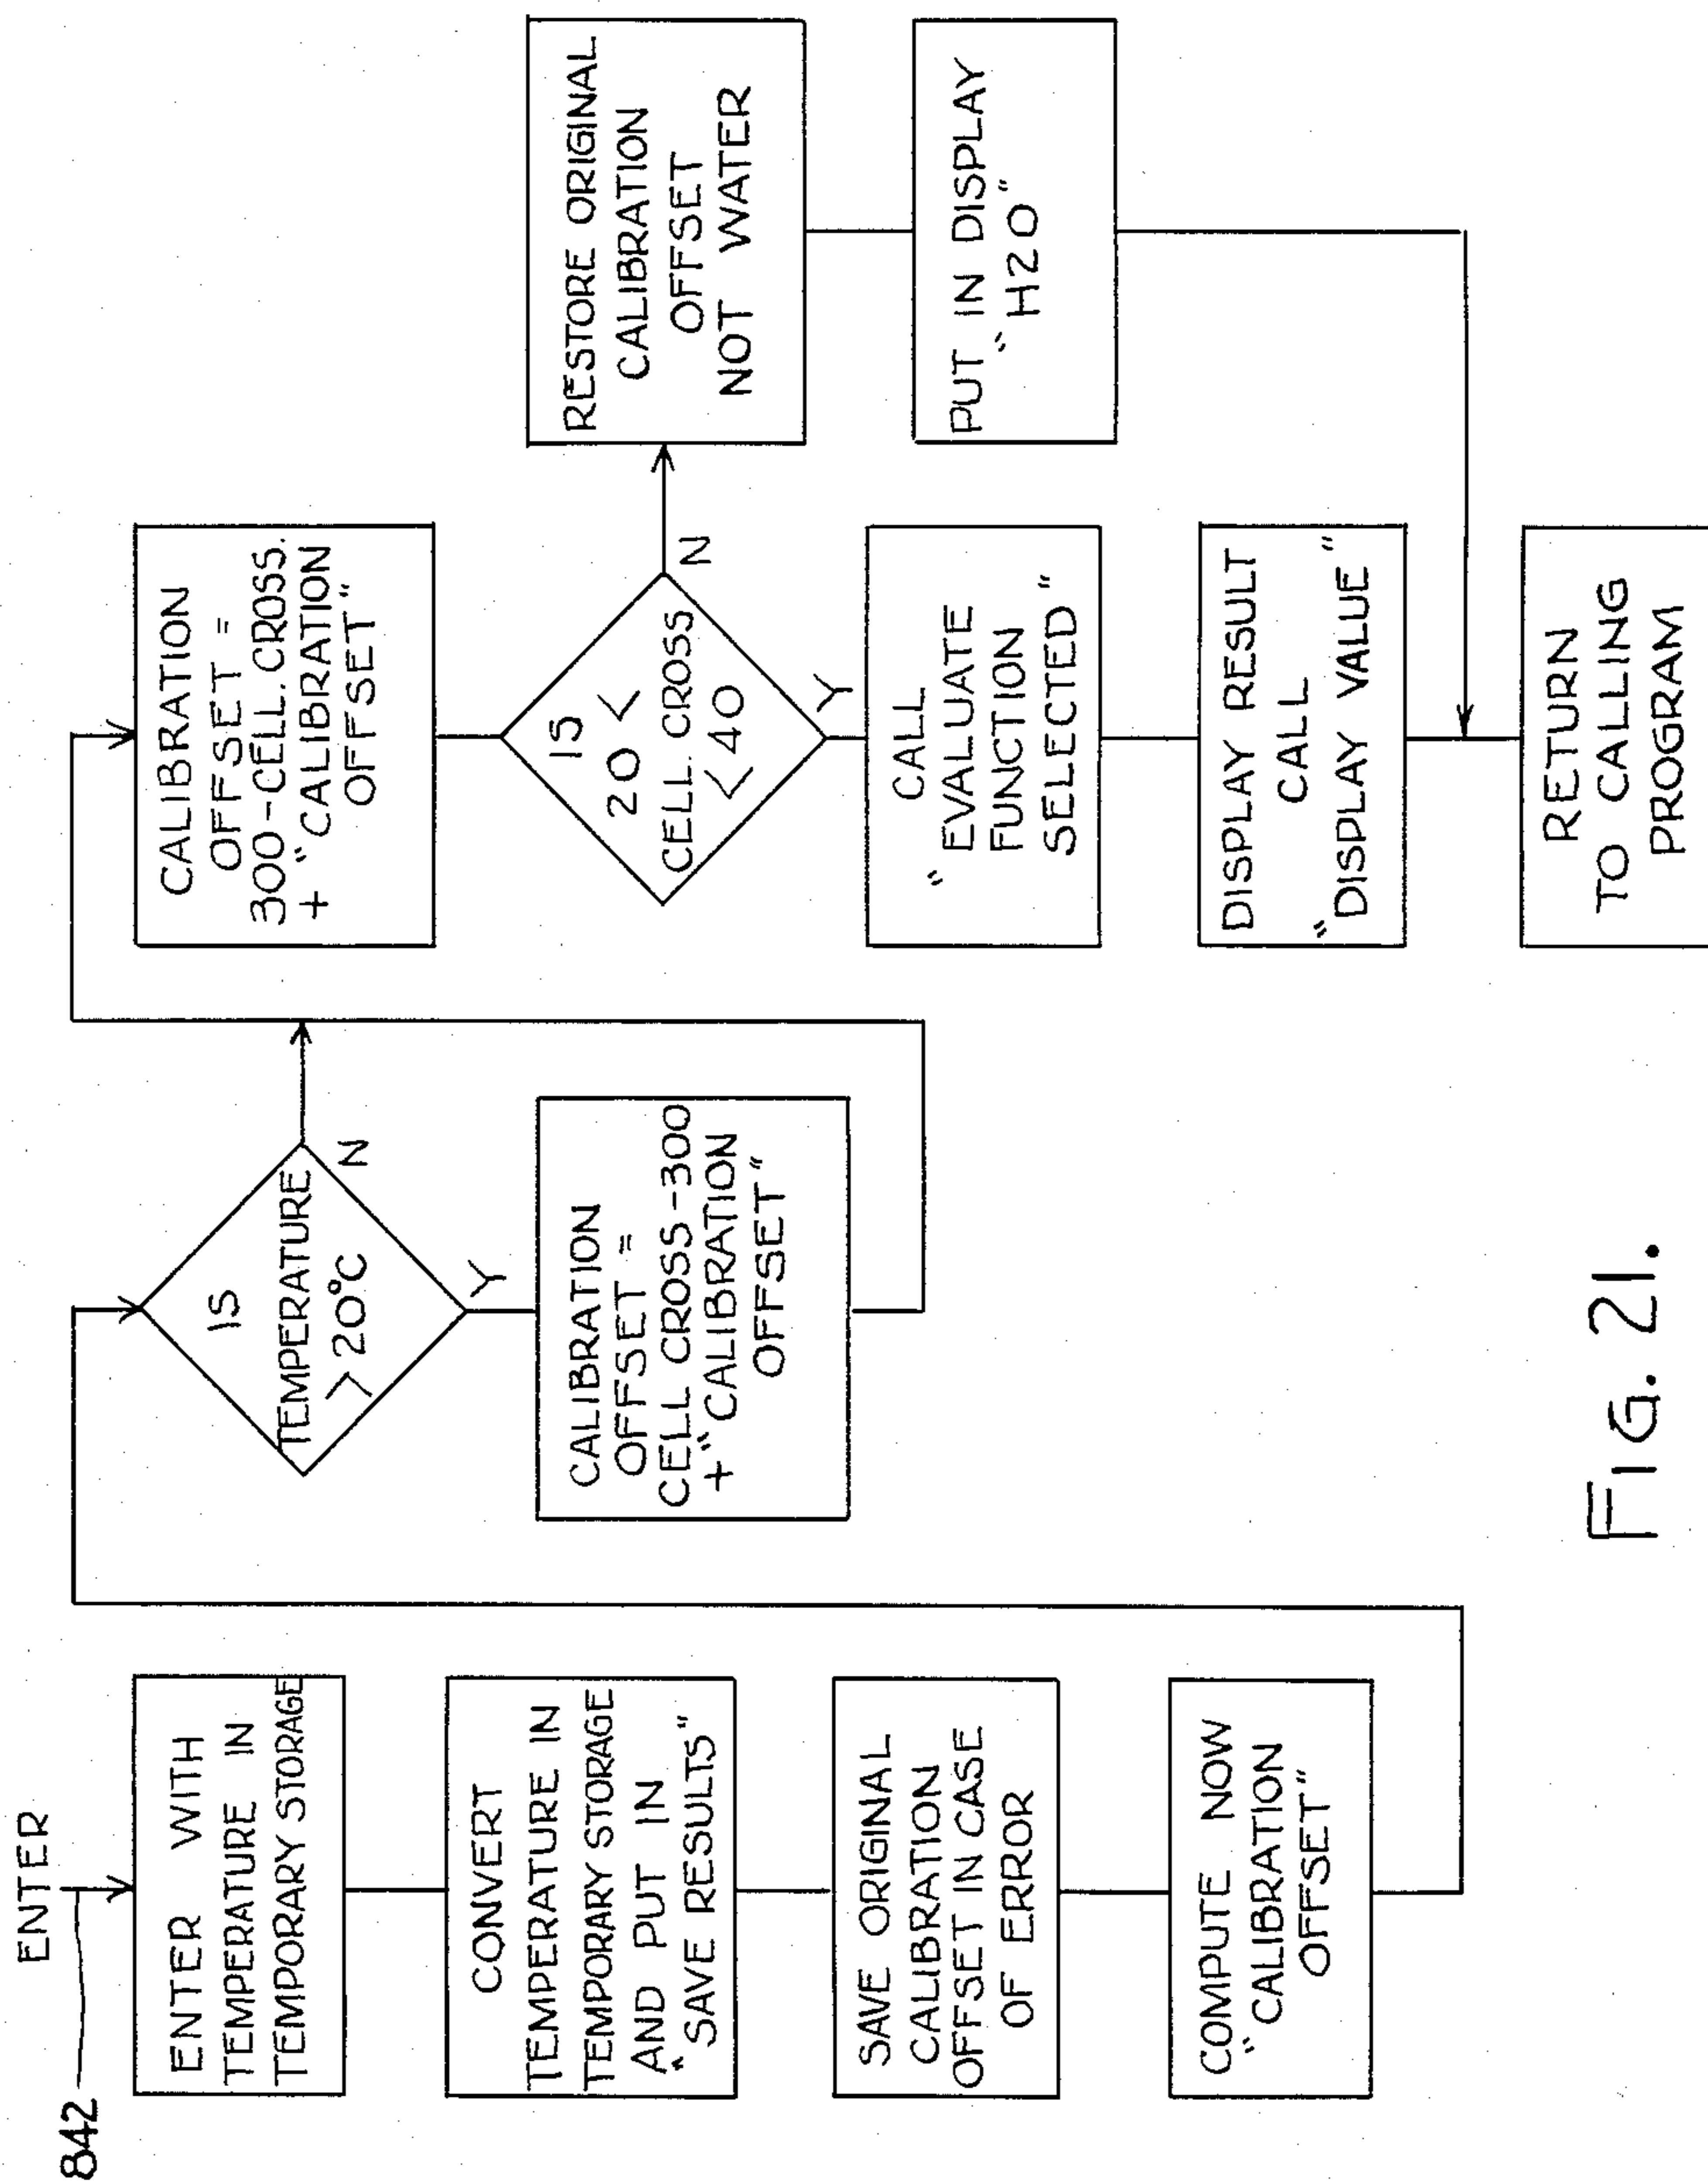 ENTER
842
ENTER WITH
TEMPERATURE IN
TEMPORARY STORAGE
CONVERT
TEMPERATURE IN
TEMPORARY STORAGE
AND PUT IN
"SAVE RESULTS"
SAVE ORIGINAL
CALIBRATION
OFFSET IN CASE
OF ERROR
COMPUTE NOW
"CALIBRATION
OFFSET"
IS
TEMPERATURE
>20°C
N
Y
CALIBRATION
OFFSET =
CELL CROSS-300
+"CALIBRATION
OFFSET"
CALIBRATION
OFFSET =
300-CELL.CROSS.
+"CALIBRATION
OFFSET"
IS
20 <
CELL. CROSS
< 40
N
Y
RESTORE ORIGINAL
CALIBRATION
OFFSET
NOT WATER
PUT IN DISPLAY
"H2O"
CALL
"EVALUATE
FUNCTION
SELECTED"
DISPLAY RESULT
CALL
"DISPLAY VALUE"
RETURN
TO CALLING
PROGRAM
FIG. 21.